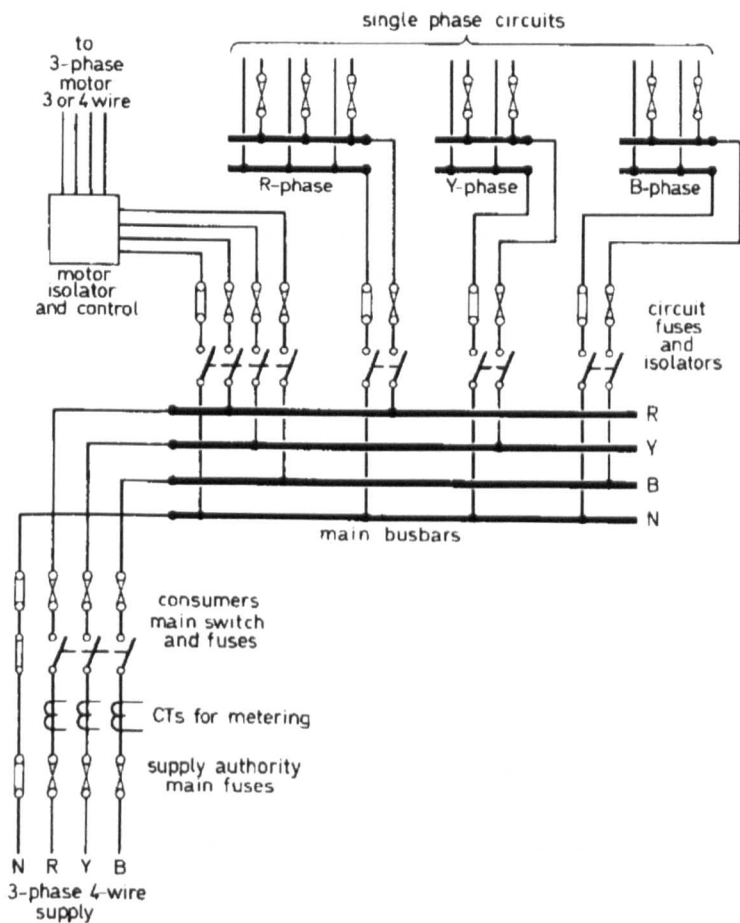 single phase circuits
to
3-phase
motor
3 or 4 wire
R-phase
Y-phase
B-phase
motor
isolator
and control
circuit
fuses
and
isolators
R
Y
B
N
main busbars
consumers
main switch
and fuses
CTs for metering
supply authority
main fuses
N R Y B
3-phase 4-wire
supply